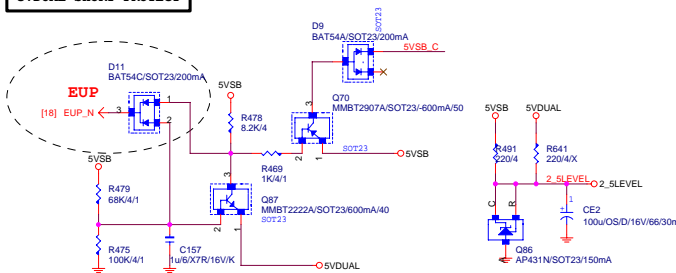 D9
BAT54A/SOT23/200mA
SOT23
5VSB_C
D11
BAT54C/SOT23/200mA
EUP
[18] EUP_N
3
1
2
5VSB
R478
8.2K/4
3
Q70
MMBT2907A/SOT23/-600mA/50
2
1
SOT23
5VSB
R469
1K/4/1
5VSB
R479
68K/4/1
R475
100K/4/1
C157
1u/6/X7R/16V/K
3
Q87
MMBT2222A/SOT23/600mA/40
SOT23
2
1
5VDUAL
5VSB
5VDUAL
R491
220/4
R641
220/4/X
2_5LEVEL
2_5LEVEL
C
R
A
1
CE2
100u/OS/D/16V/66/30m
Q86
AP431N/SOT23/150mA